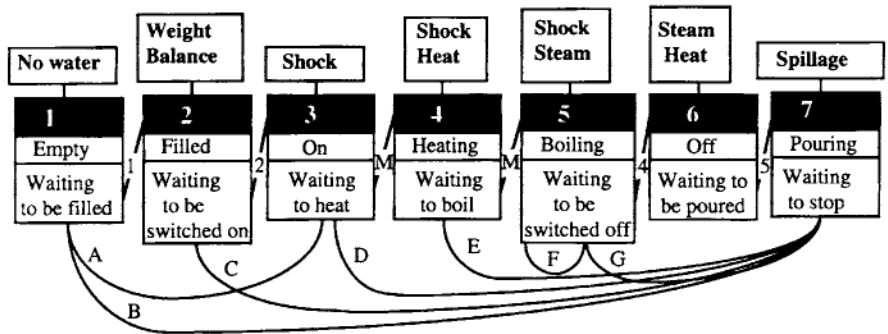 No water
Weight
Balance
Shock
Shock
Heat
Shock
Steam
Steam
Heat
Spillage
1
2
3
4
5
6
7
Empty
Filled
On
Heating
Boiling
Off
Pouring
1
2
M
M
4
5
Waiting
to be filled
Waiting
to be
switched on
Waiting
to heat
Waiting
to boil
Waiting
to be
switched off
Waiting to
be poured
Waiting
to stop
A
B
C
D
E
F
G